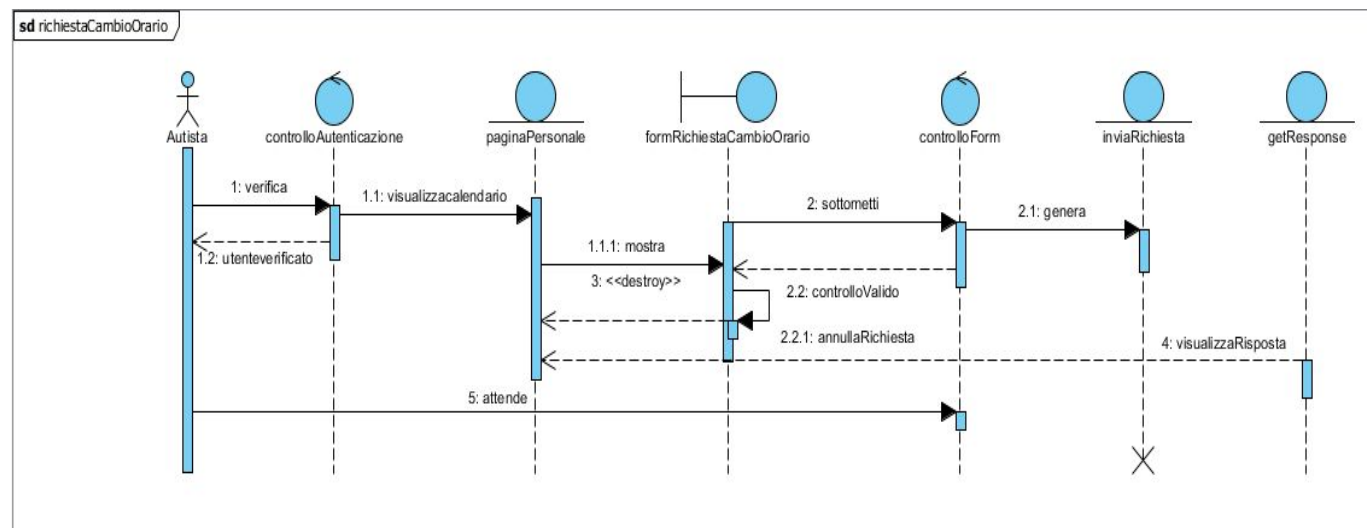 sd richiestaCambioOrario
Autista
controlloAutenticazione
paginaPersonale
formRichiestaCambioOrario
controlloForm
inviaRichiesta
getResponse
1: verifica
1.1: visualizzacalendario
2: sottometti
2.1: genera
1.2: utenteverificato
1.1.1: mostra
3: <<destroy>>
2.2: controlloValido
2.2.1: annullaRichiesta
4: visualizzaRisposta
5: attende